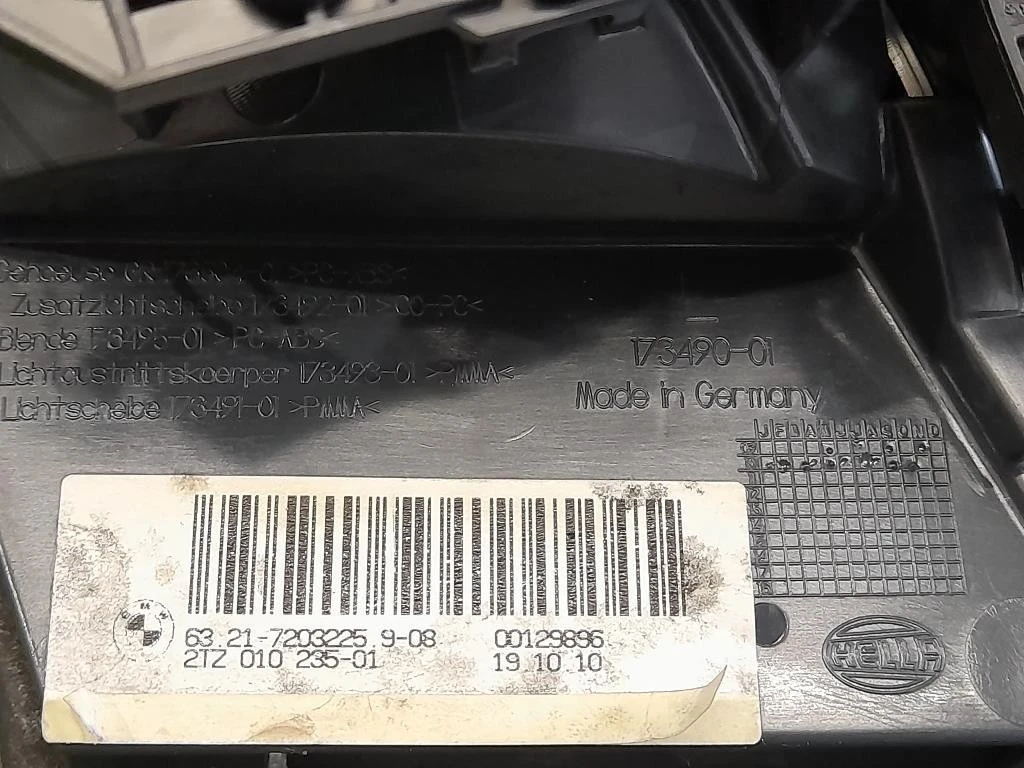 Zusatzlichtscheibe 173492-01 >CO-PC<
Blende 173495-01 >PC-ABS<
Lichtaustrittskoerper 173493-01 >PMMA<
Lichtscheibe 173491-01 >PMMA<
173490-01
Made in Germany
J F M A M J J A S O N D
BMW
63.21-7203225.9-08 00129896
2TZ 010 235-01 19.10.10
HELLA